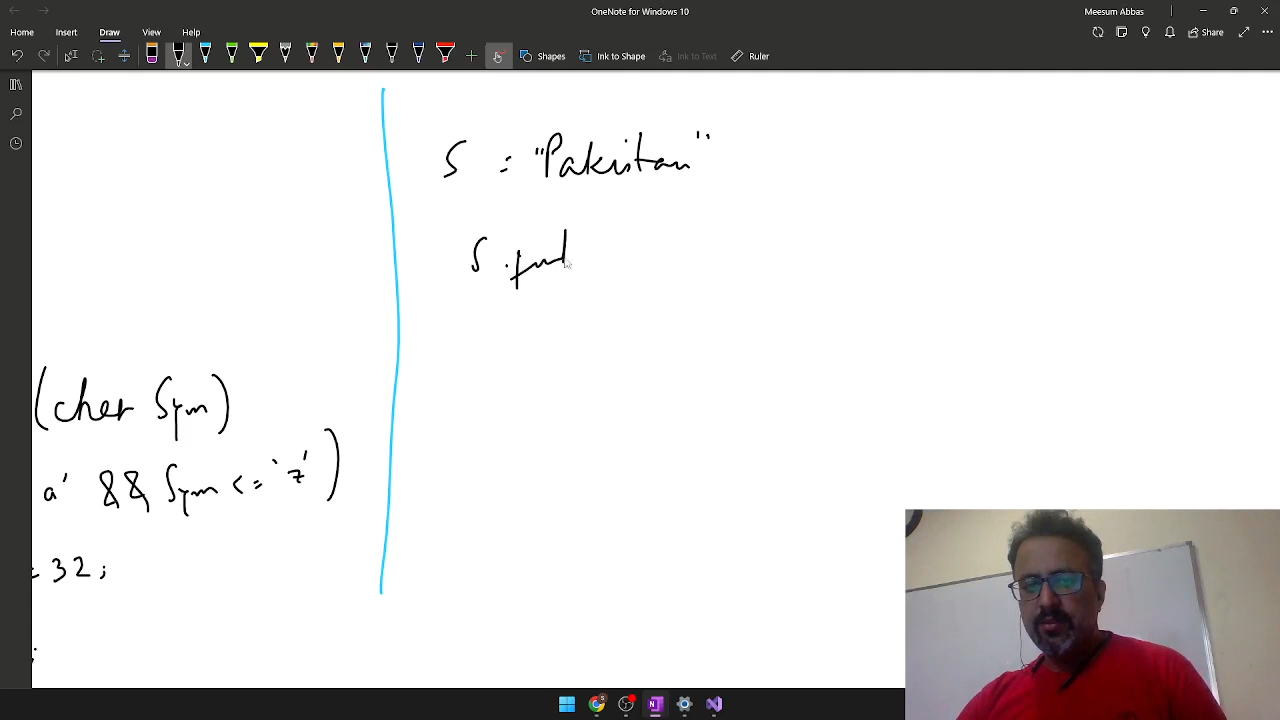 OneNote for Windows 10
Meesum Abbas
Home Insert Draw View Help
Share
Shapes Ink to Shape Ink to Text Ruler
S = "Pakistan"
S .find
(cher Sym)
a' && Sym <= 'z')
= 32;
;